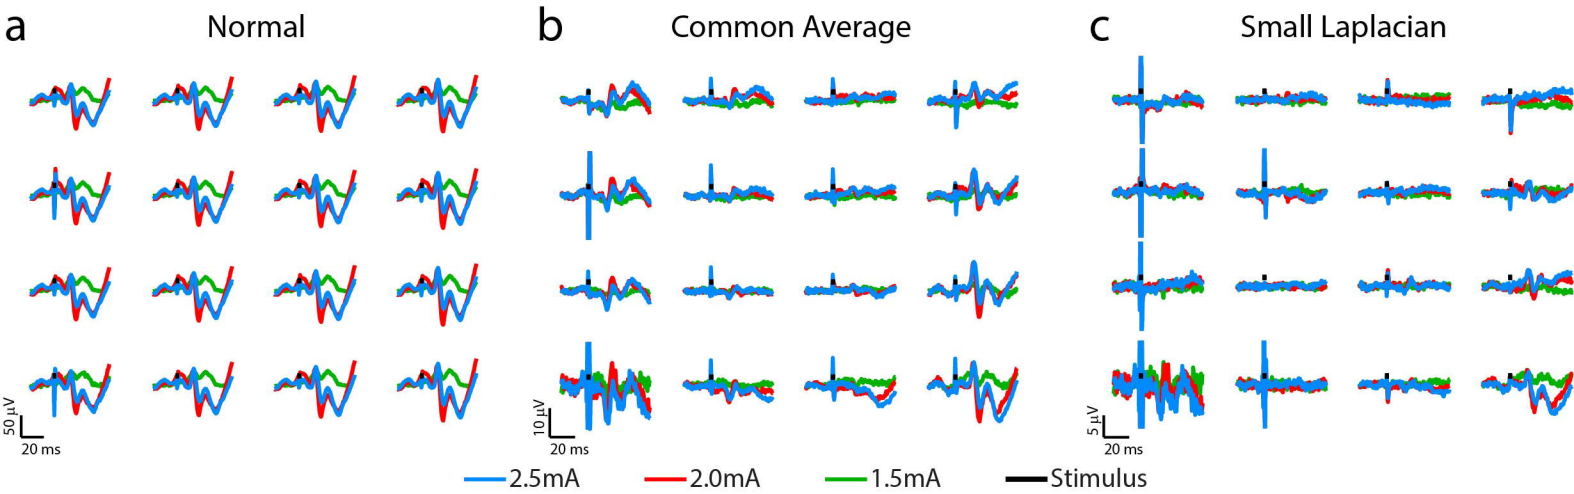 a Normal
b Common Average
c Small Laplacian
50 µV
20 ms
10 µV
20 ms
5 µV
20 ms
2.5mA 2.0mA 1.5mA Stimulus